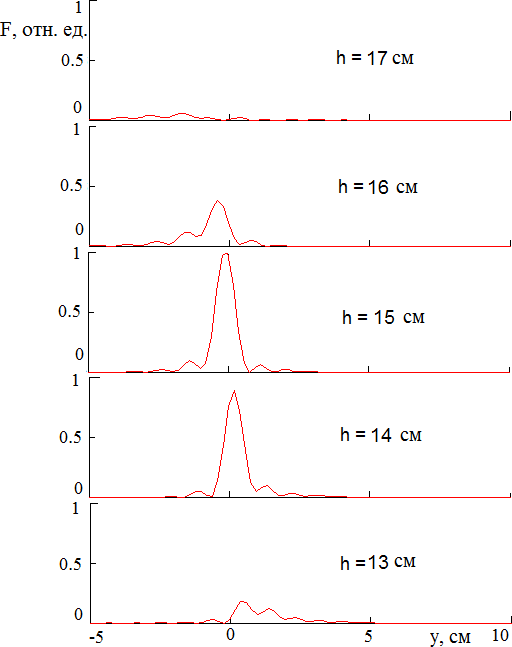 1
F, отн. ед.
0.5
0
h = 17 см
1
0.5
0
h = 16 см
1
0.5
0
h = 15 см
1
0.5
0
h = 14 см
1
0.5
0
h = 13 см
-5 0 5 y, см 10